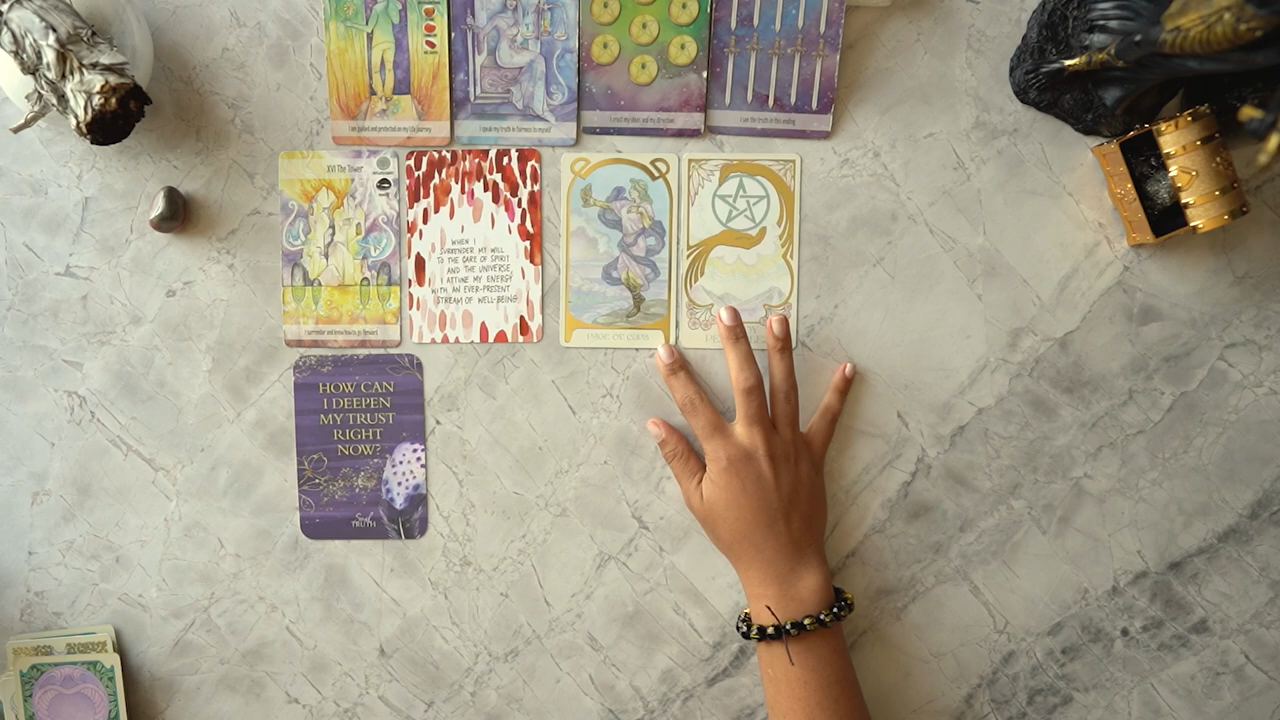 I am guided and protected on my life journey
I speak my truth in fairness to myself
I trust my ideas and my direction
I see the truth in this ending
XVI The Tower
I surrender and know how to go forward
WHEN I
SURRENDER MY WILL
TO THE CARE OF SPIRIT
AND THE UNIVERSE,
I ATTUNE MY ENERGY
WITH AN EVER-PRESENT
STREAM OF WELL-BEING
PAGE OF CUPS
HOW CAN
I DEEPEN
MY TRUST
RIGHT
NOW?
Soul
TRUTH